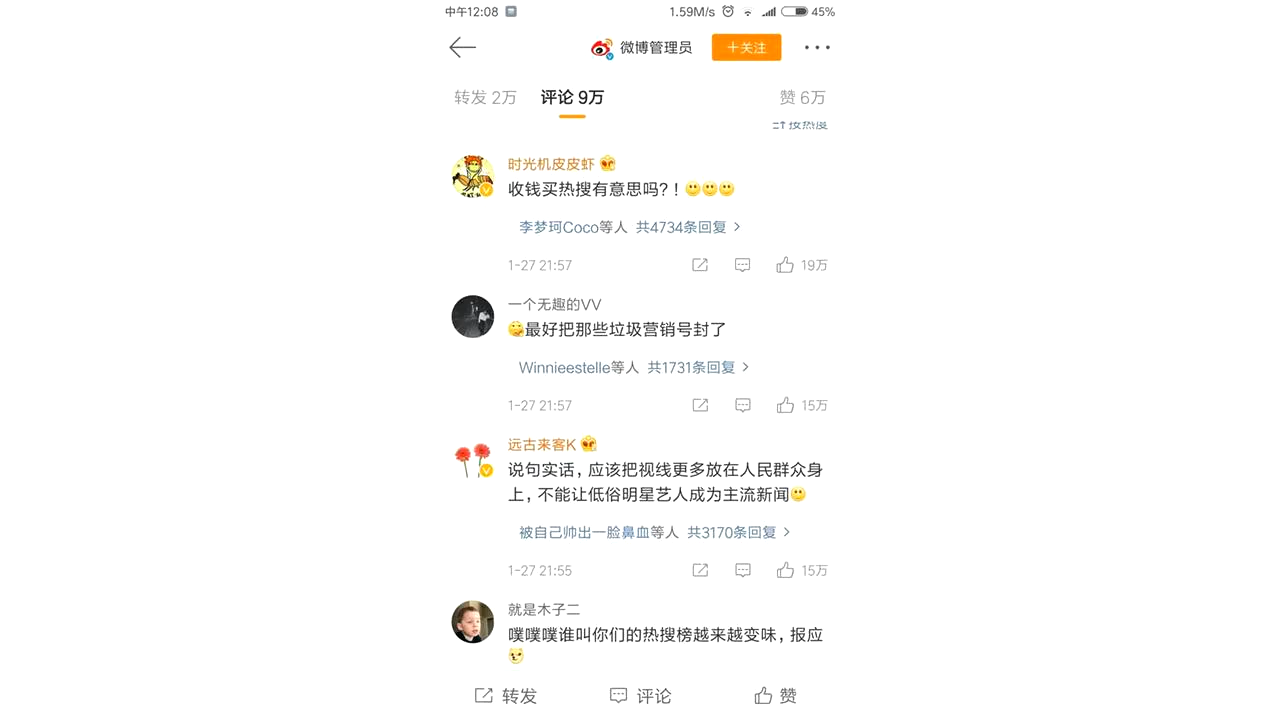 中午12:08 1.59M/s 45%
微博管理员 十关注
转发 2万 评论 9万 赞 6万
按热度
时光机皮皮虾
收钱买热搜有意思吗?！
李梦珂Coco等人 共4734条回复
1-27 21:57 19万
一个无趣的VV
最好把那些垃圾营销号封了
Winnieestelle等人 共1731条回复
1-27 21:57 15万
远古来客K
说句实话，应该把视线更多放在人民群众身
上，不能让低俗明星艺人成为主流新闻
被自己帅出一脸鼻血等人 共3170条回复
1-27 21:55 15万
就是木子二
噗噗噗谁叫你们的热搜榜越来越变味，报应
转发 评论 赞